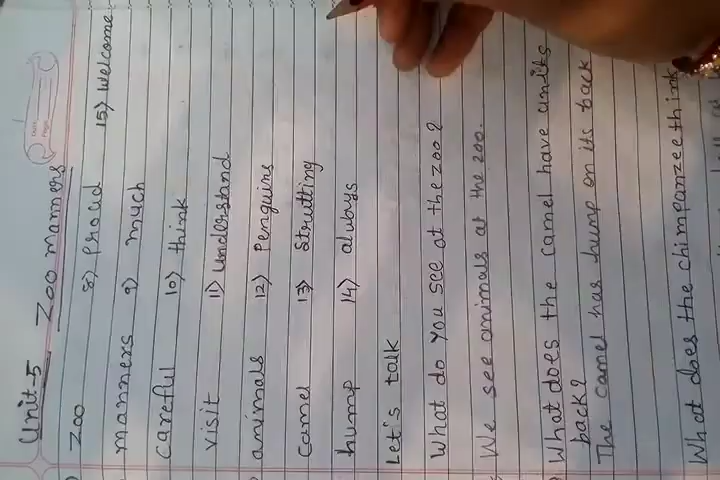 Unit-5 Zoo manners
Zoo 8) Proud 15) Welcome
manners 9) much
careful 10) think
visit 11) understand
animals 12) Penguins
camel 13) Strutting
hump 14) alwys
Let's talk
What do you see at the zoo?
We see animals at the zoo.
What does the camel have un its
back?
The camel has hump on its back
What does the chimpanzee think